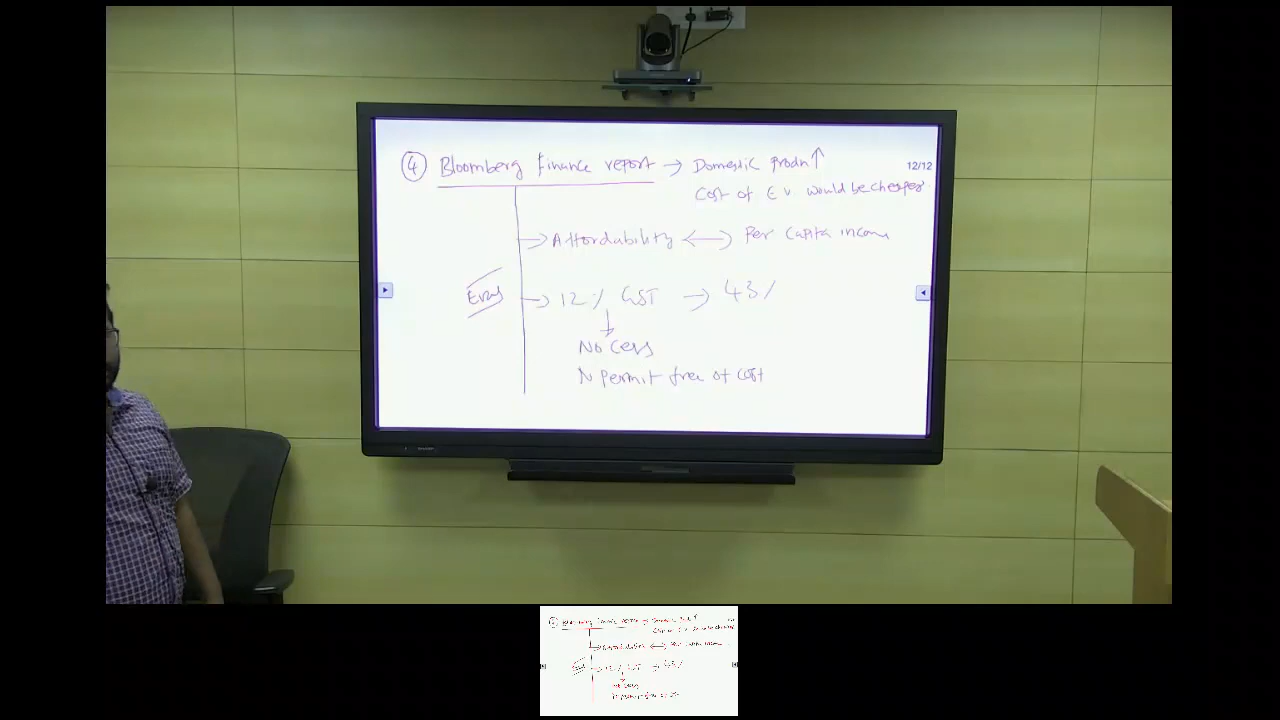 ④ Bloomberg Finance report → Domestic prodn ↑
12/12
Cost of EV would be cheaper
→ Affordability ↔ Per Capita income
→ 12% GST → 43%
↓
No Cess
N permit free of cost